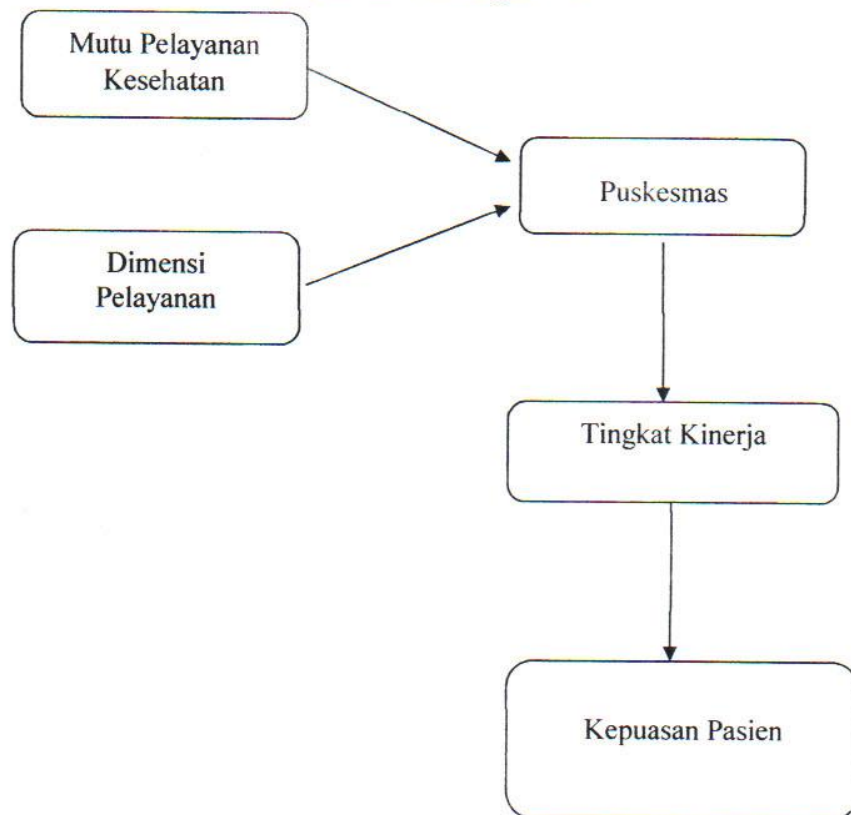 Mutu Pelayanan
Kesehatan
Puskesmas
Dimensi
Pelayanan
Tingkat Kinerja
Kepuasan Pasien